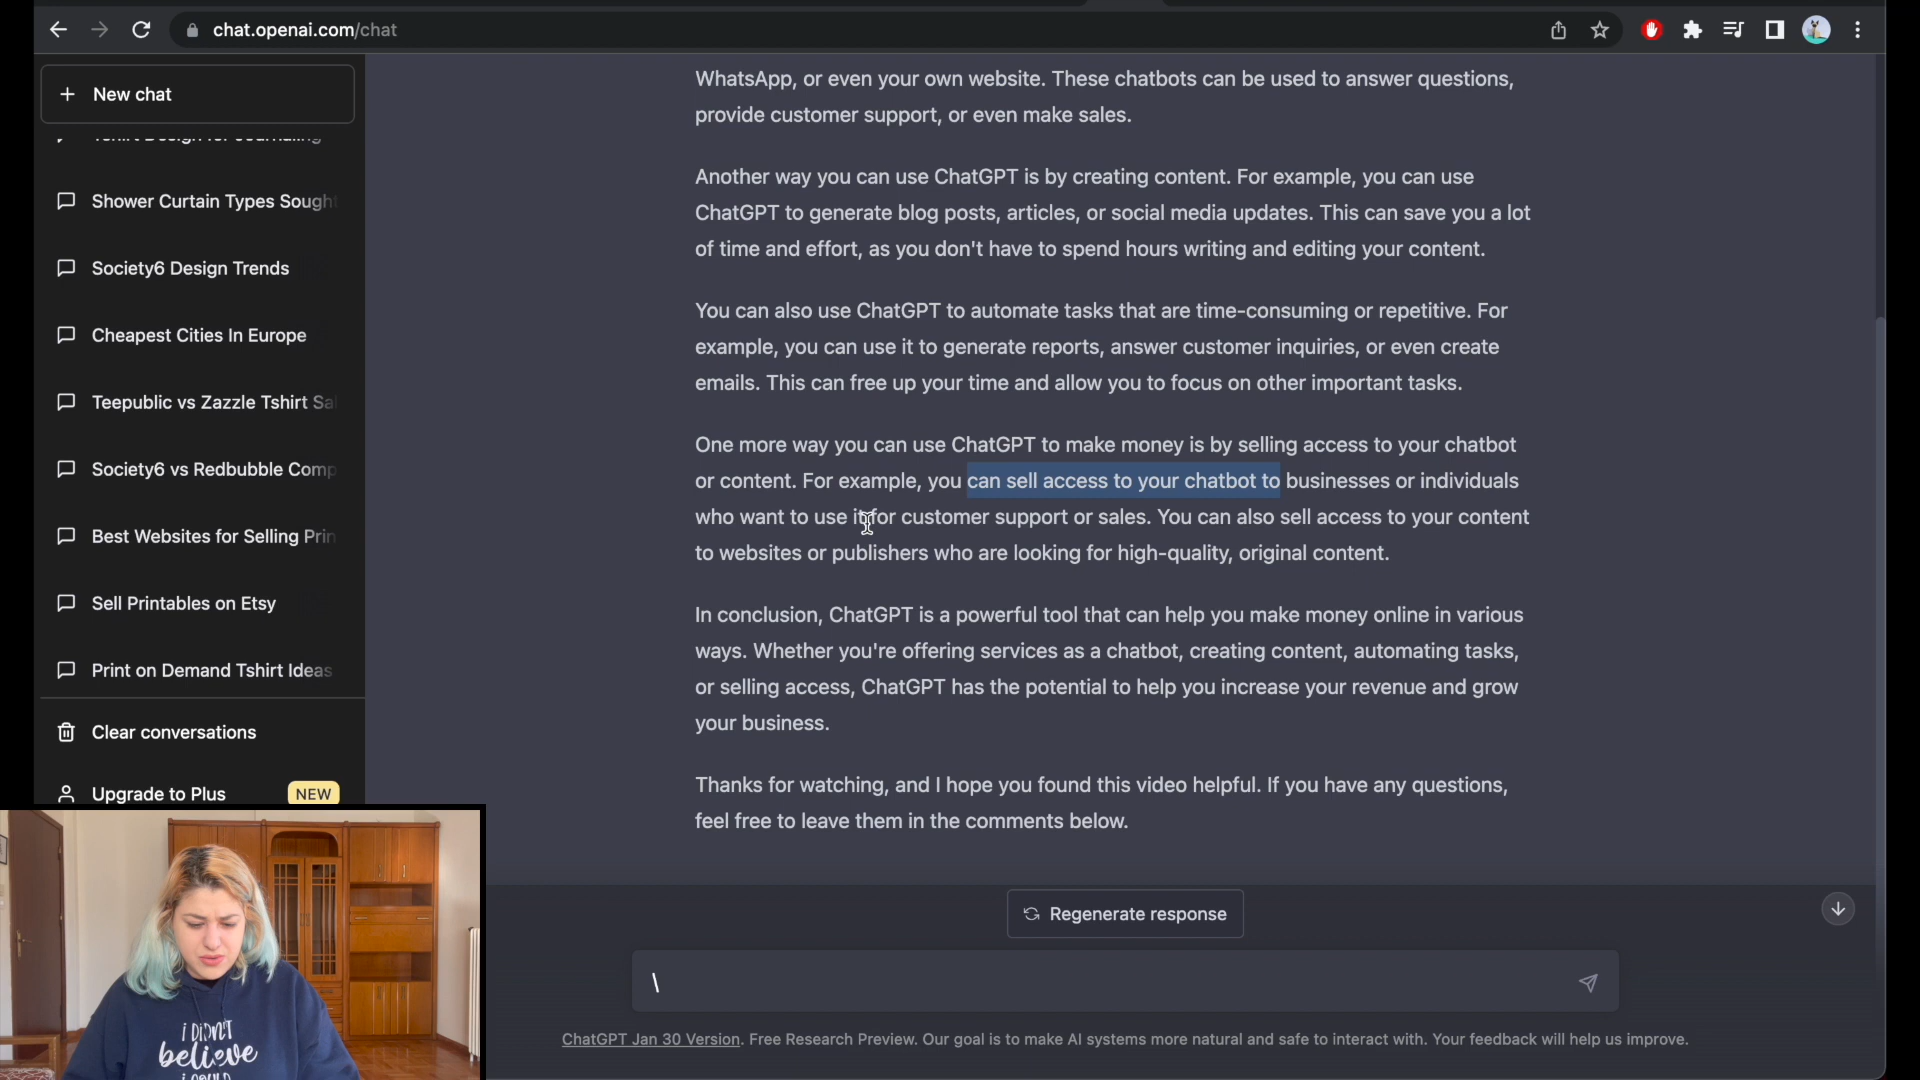 chat.openai.com/chat
New chat
Tshirt Design for Journaling
Shower Curtain Types Sought
Society6 Design Trends
Cheapest Cities In Europe
Teepublic vs Zazzle Tshirt Sal
Society6 vs Redbubble Comp
Best Websites for Selling Prin
Sell Printables on Etsy
Print on Demand Tshirt Ideas
Clear conversations
Upgrade to Plus NEW
WhatsApp, or even your own website. These chatbots can be used to answer questions,
provide customer support, or even make sales.
Another way you can use ChatGPT is by creating content. For example, you can use
ChatGPT to generate blog posts, articles, or social media updates. This can save you a lot
of time and effort, as you don't have to spend hours writing and editing your content.
You can also use ChatGPT to automate tasks that are time-consuming or repetitive. For
example, you can use it to generate reports, answer customer inquiries, or even create
emails. This can free up your time and allow you to focus on other important tasks.
One more way you can use ChatGPT to make money is by selling access to your chatbot
or content. For example, you can sell access to your chatbot to businesses or individuals
who want to use it for customer support or sales. You can also sell access to your content
to websites or publishers who are looking for high-quality, original content.
In conclusion, ChatGPT is a powerful tool that can help you make money online in various
ways. Whether you're offering services as a chatbot, creating content, automating tasks,
or selling access, ChatGPT has the potential to help you increase your revenue and grow
your business.
Thanks for watching, and I hope you found this video helpful. If you have any questions,
feel free to leave them in the comments below.
Regenerate response
\
ChatGPT Jan 30 Version. Free Research Preview. Our goal is to make AI systems more natural and safe to interact with. Your feedback will help us improve.
i DiDN'T
believe
i COULD